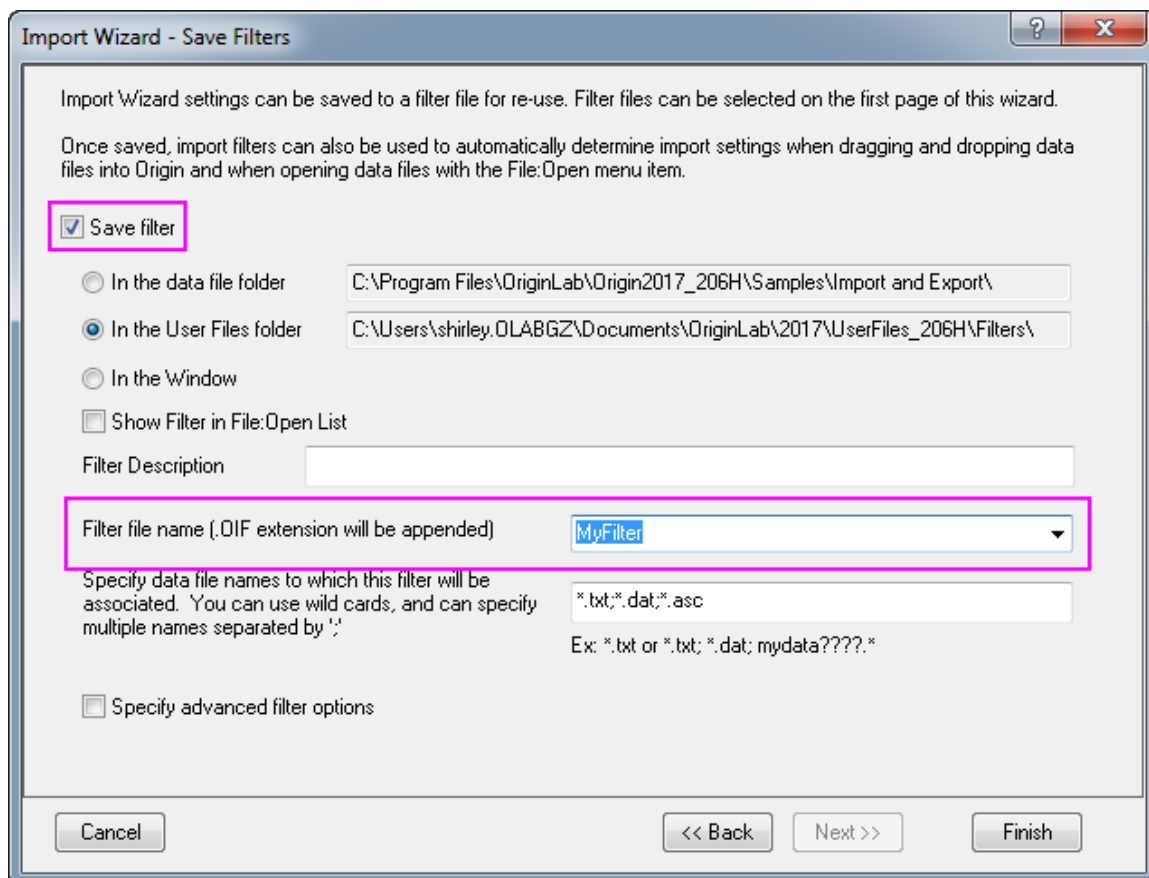 Import Wizard - Save Filters
Import Wizard settings can be saved to a filter file for re-use. Filter files can be selected on the first page of this wizard.
Once saved, import filters can also be used to automatically determine import settings when dragging and dropping data
files into Origin and when opening data files with the File:Open menu item.
Save filter
In the data file folder C:\Program Files\OriginLab\Origin2017_206H\Samples\Import and Export\
In the User Files folder C:\Users\shirley.OLABGZ\Documents\OriginLab\2017\UserFiles_206H\Filters\
In the Window
Show Filter in File:Open List
Filter Description
Filter file name (.OIF extension will be appended) MyFilter
Specify data file names to which this filter will be
associated.  You can use wild cards, and can specify
multiple names separated by ';'
*.txt;*.dat;*.asc
Ex: *.txt or *.txt; *.dat; mydata????.*
Specify advanced filter options
Cancel << Back Next >> Finish